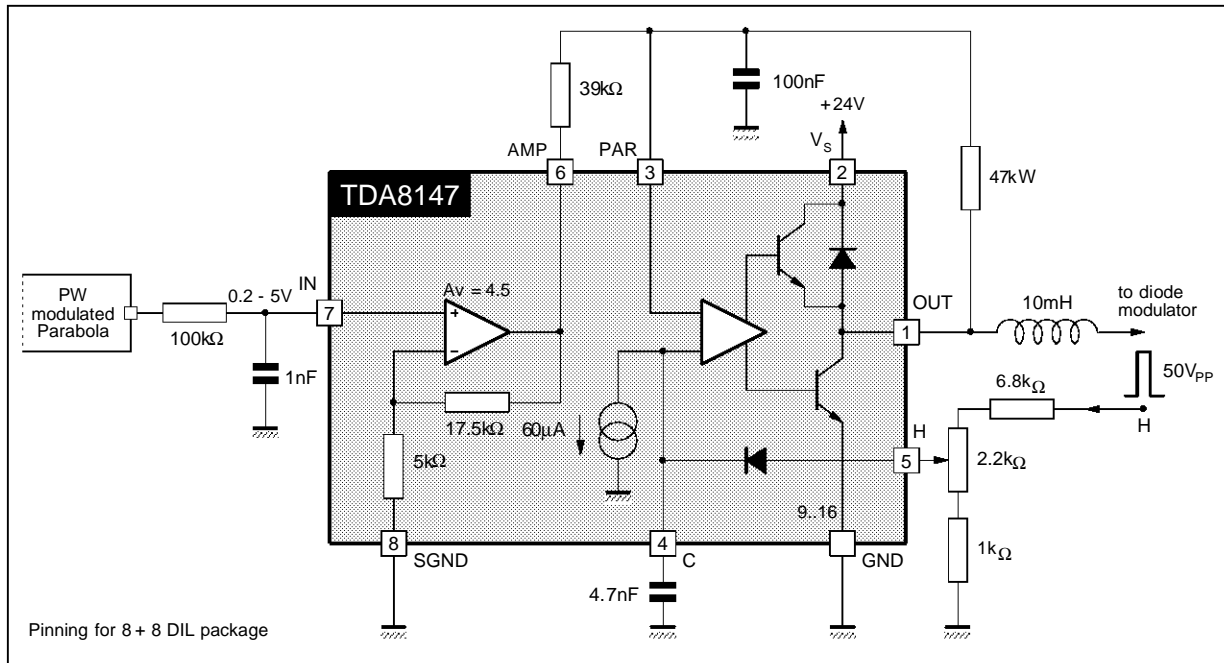 39kΩ
100nF
+24V
VS
AMP
PAR
6
3
2
47kW
TDA8147
PW
modulated
Parabola
100kΩ
0.2 - 5V
IN
7
1nF
Av = 4.5
+
−
17.5kΩ
5kΩ
60µA
OUT
1
10mH
to diode
modulator
50VPP
6.8kΩ
H
H
5
2.2kΩ
1kΩ
9..16
8
SGND
4
C
GND
4.7nF
Pinning for 8 + 8 DIL package